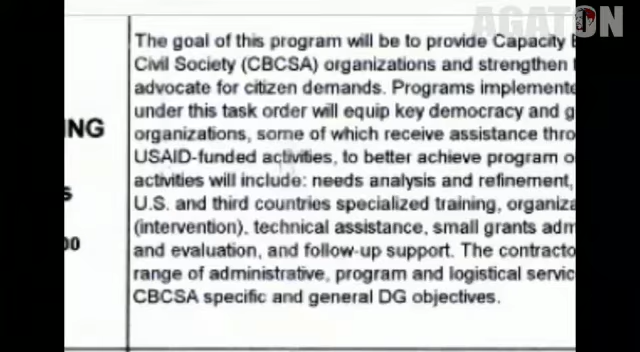 AGATON
The goal of this program will be to provide Capacity
Civil Society (CBCSA) organizations and strengthen
advocate for citizen demands. Programs implemente
under this task order will equip key democracy and g
NG
organizations, some of which receive assistance thro
USAID-funded activities, to better achieve program o
activities will include: needs analysis and refinement,
s
U.S. and third countries specialized training, organiza
(intervention), technical assistance, small grants adm
00
and evaluation, and follow-up support. The contracto
range of administrative, program and logistical servic
CBCSA specific and general DG objectives.